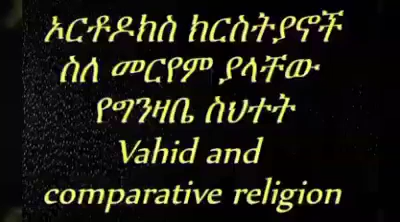 ኦርቶዶክስ ክርስትያኖች
ስለ መርየም ያላቸው
የግንዛቤ ስህተት
Vahid and
comparative religion